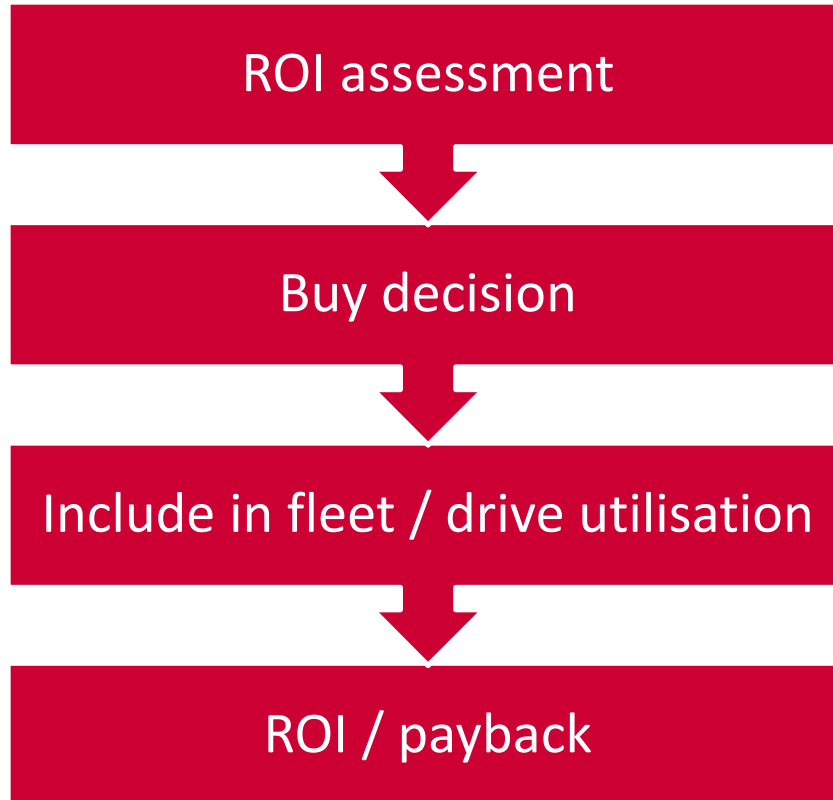 ROI assessment
Buy decision
Include in fleet / drive utilisation
ROI / payback